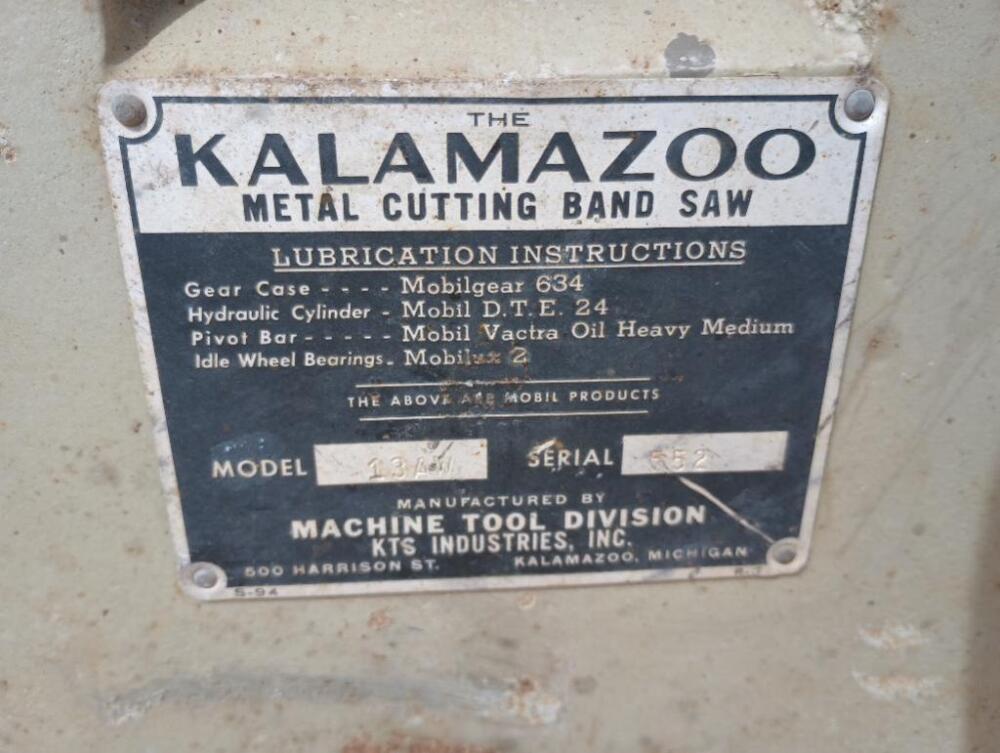 THE
KALAMAZOO
METAL CUTTING BAND SAW
LUBRICATION INSTRUCTIONS
Gear Case - - - - Mobilgear 634
Hydraulic Cylinder - Mobil D.T.E. 24
Pivot Bar - - - - - Mobil Vactra Oil Heavy Medium
Idle Wheel Bearings - Mobilux 2
THE ABOVE ARE MOBIL PRODUCTS
MODEL 13AW SERIAL 552
MANUFACTURED BY
MACHINE TOOL DIVISION
KTS INDUSTRIES, INC.
500 HARRISON ST. KALAMAZOO, MICHIGAN
S-94